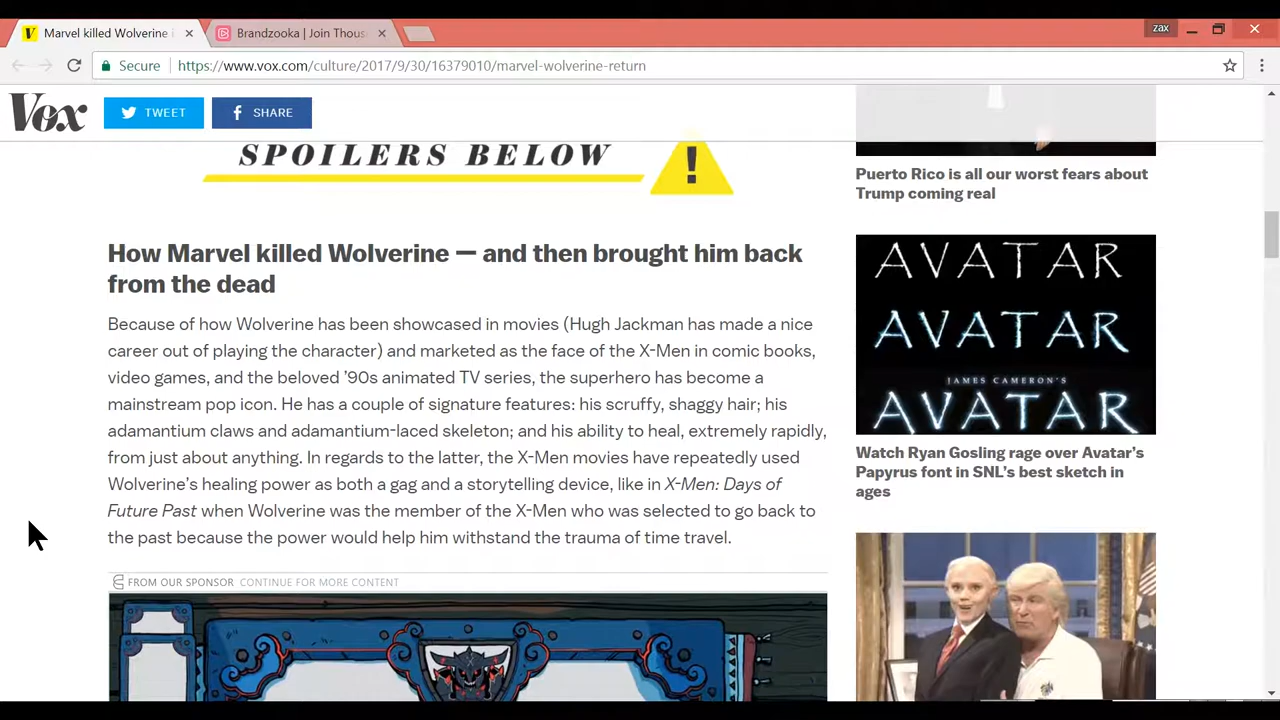 Marvel killed Wolverine i
Brandzooka | Join Thous
zax
Secure
https://www.vox.com/culture/2017/9/30/16379010/marvel-wolverine-return
Vox
TWEET
SHARE
SPOILERS BELOW
!
How Marvel killed Wolverine — and then brought him back
from the dead
Because of how Wolverine has been showcased in movies (Hugh Jackman has made a nice
career out of playing the character) and marketed as the face of the X-Men in comic books,
video games, and the beloved ’90s animated TV series, the superhero has become a
mainstream pop icon. He has a couple of signature features: his scruffy, shaggy hair; his
adamantium claws and adamantium-laced skeleton; and his ability to heal, extremely rapidly,
from just about anything. In regards to the latter, the X-Men movies have repeatedly used
Wolverine’s healing power as both a gag and a storytelling device, like in X-Men: Days of
Future Past when Wolverine was the member of the X-Men who was selected to go back to
the past because the power would help him withstand the trauma of time travel.
FROM OUR SPONSOR CONTINUE FOR MORE CONTENT
Puerto Rico is all our worst fears about
Trump coming real
AVATAR
AVATAR
JAMES CAMERON'S
AVATAR
Watch Ryan Gosling rage over Avatar’s
Papyrus font in SNL’s best sketch in
ages